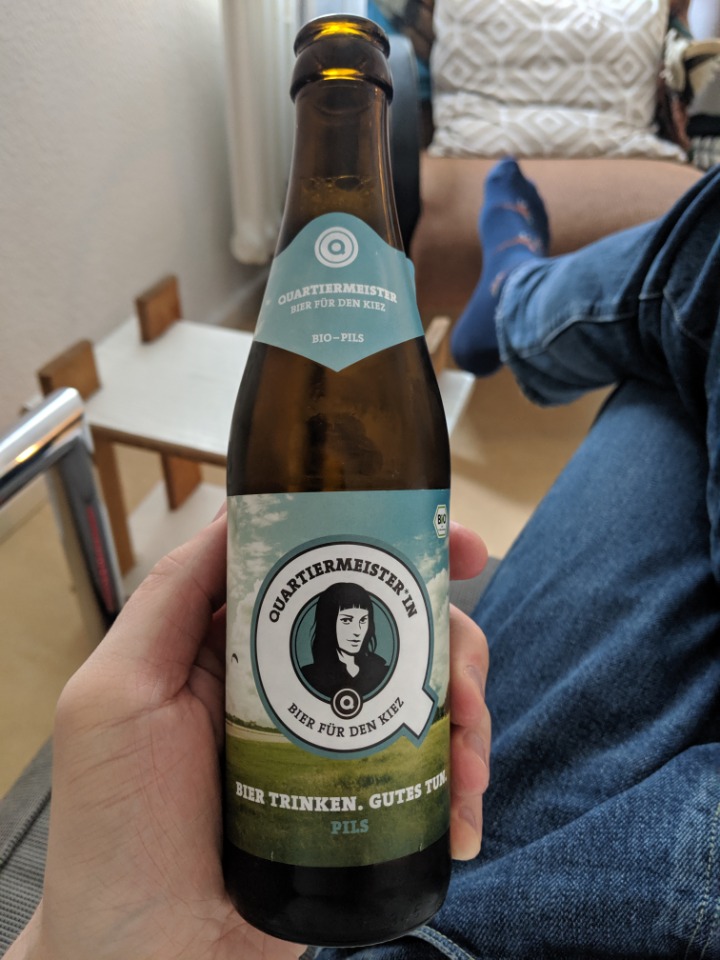 q
QUARTIERMEISTER
BIER FÜR DEN KIEZ
BIO–PILS
BIO
QUARTIERMEISTER*IN
q
BIER FÜR DEN KIEZ
BIER TRINKEN. GUTES TUN.
PILS